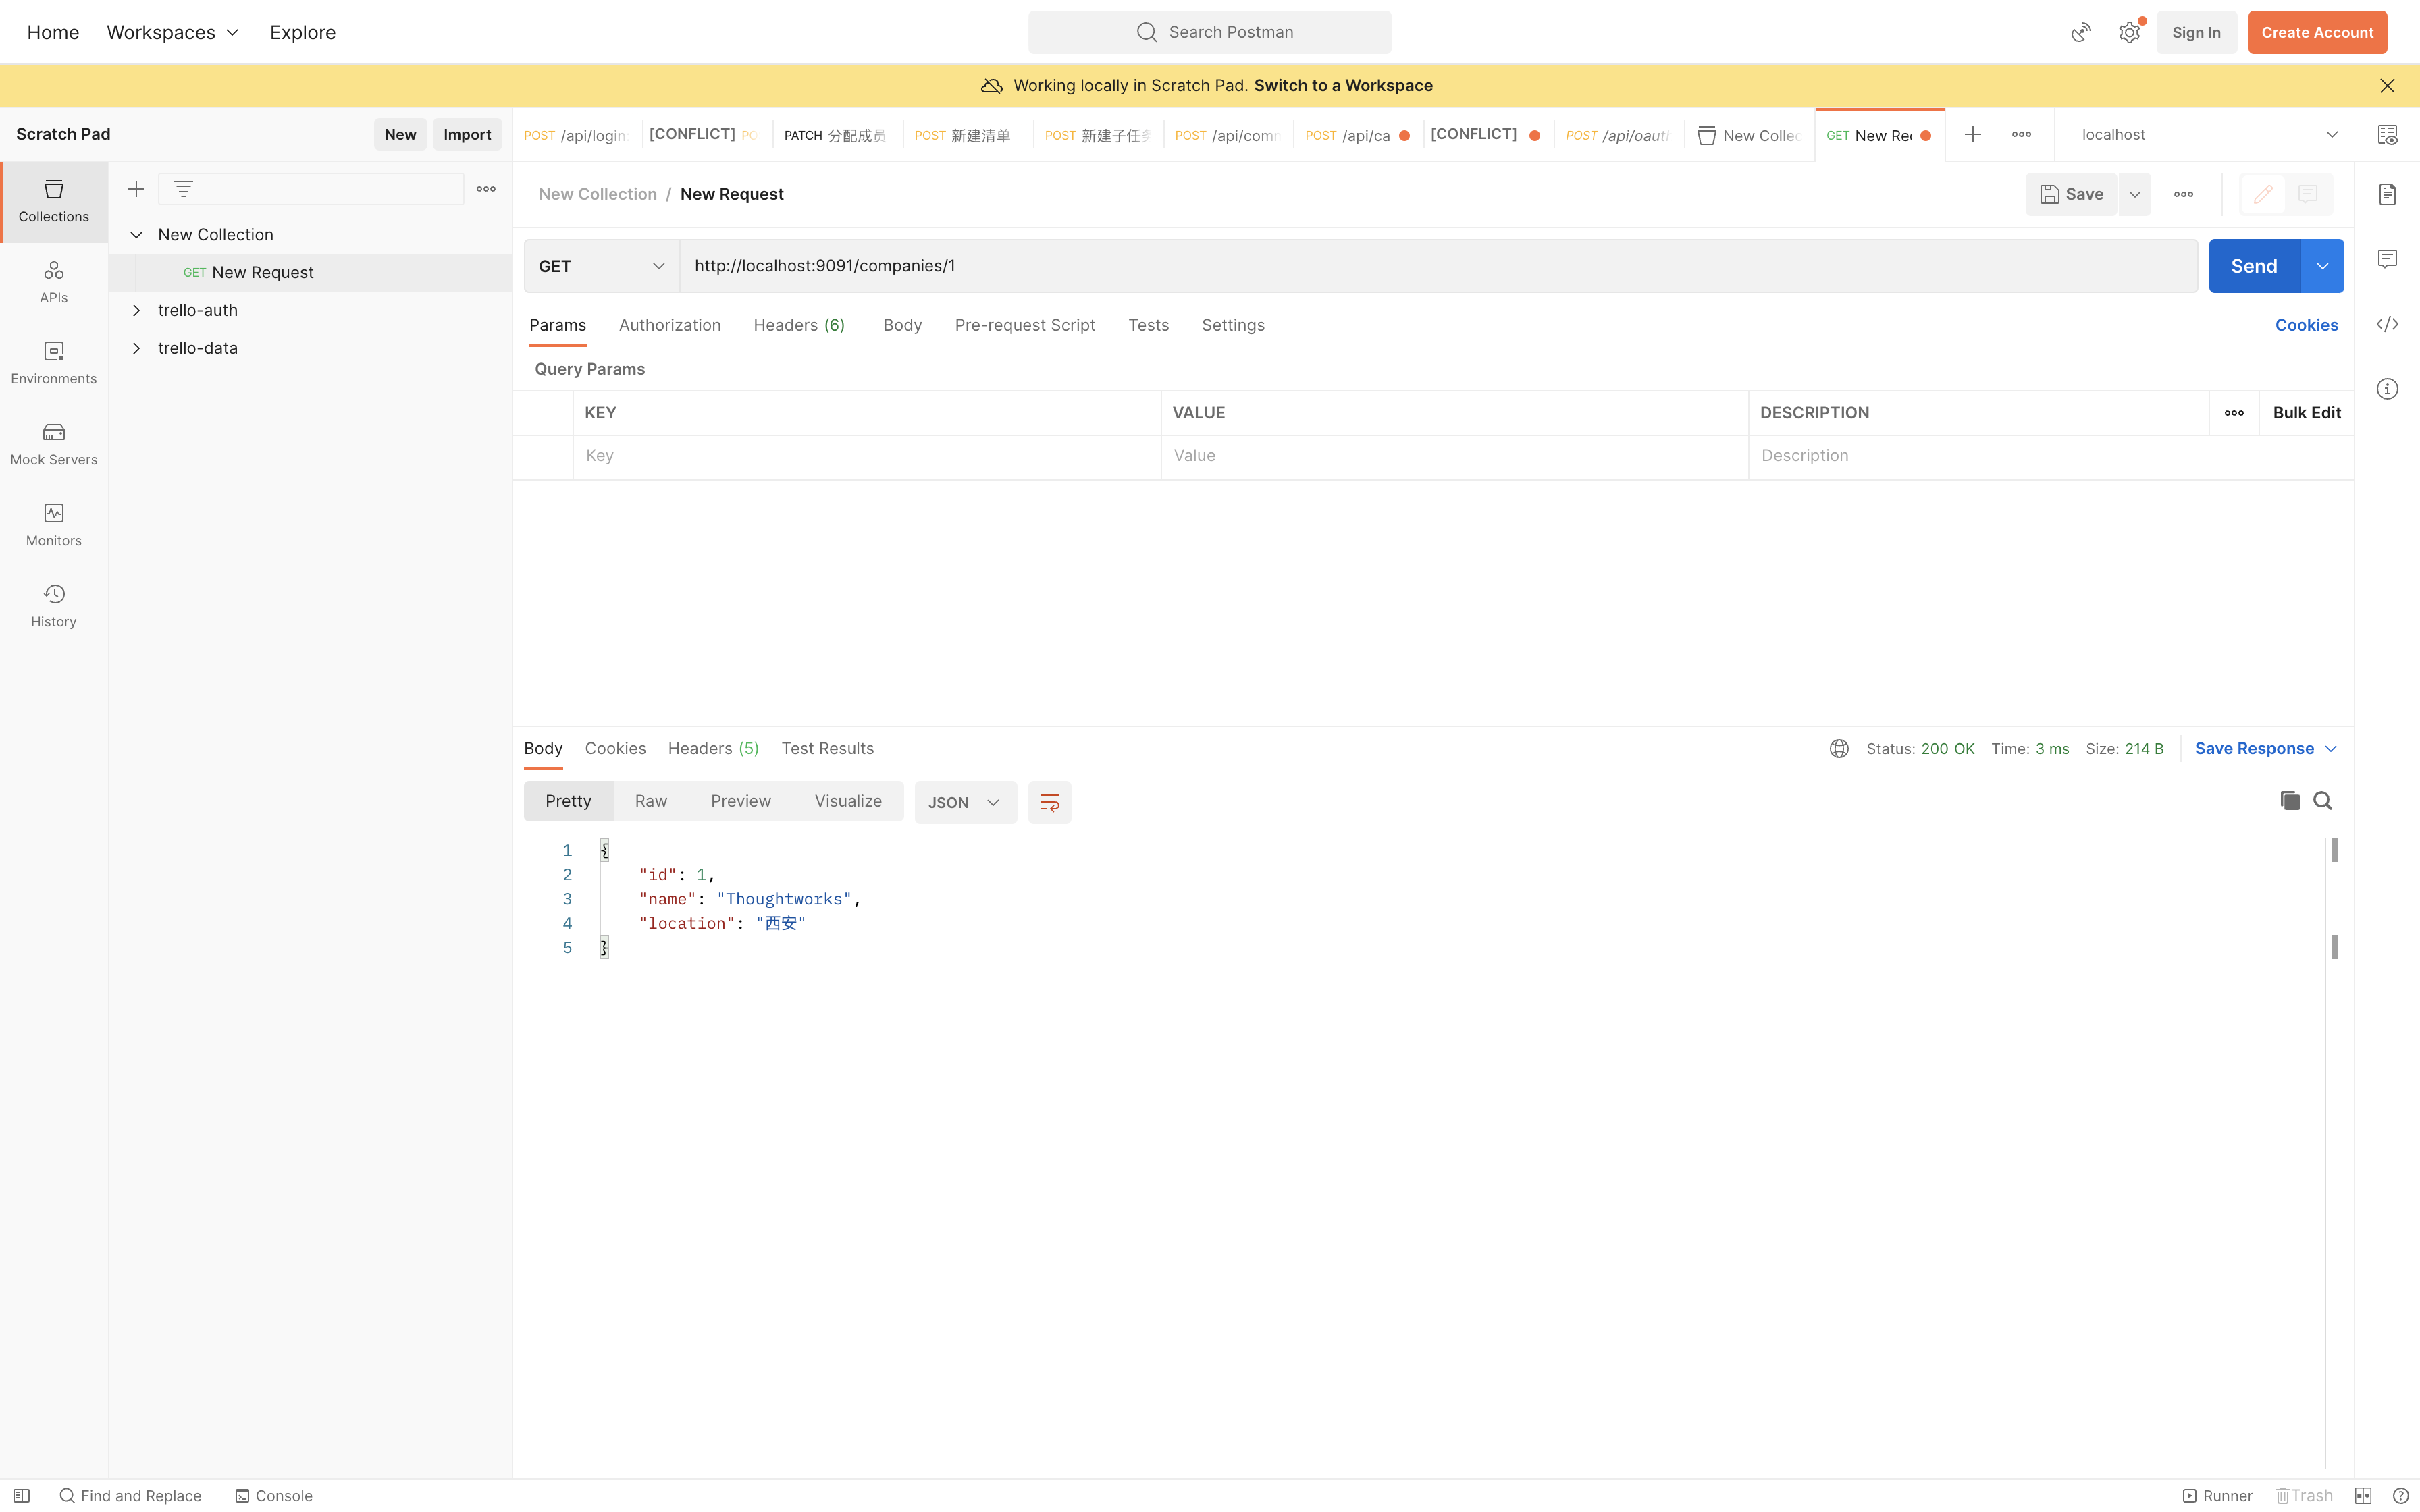 Home Workspaces Explore Search Postman Sign In Create Account
Working locally in Scratch Pad. Switch to a Workspace
Scratch Pad New Import POST /api/login [CONFLICT] PO PATCH 分配成员 POST 新建清单 POST 新建子任务 POST /api/comm POST /api/ca [CONFLICT] POST /api/oauth New Collec GET New Rec localhost
Collections
New Collection / New Request Save
New Collection
GET New Request
trello-auth
trello-data
APIs
Environments
Mock Servers
Monitors
History
GET http://localhost:9091/companies/1 Send
Params Authorization Headers (6) Body Pre-request Script Tests Settings Cookies
Query Params
KEY VALUE DESCRIPTION Bulk Edit
Key Value Description
Body Cookies Headers (5) Test Results Status: 200 OK Time: 3 ms Size: 214 B Save Response
Pretty Raw Preview Visualize JSON
1 {
2 "id": 1,
3 "name": "Thoughtworks",
4 "location": "西安"
5 }
Find and Replace Console Runner Trash